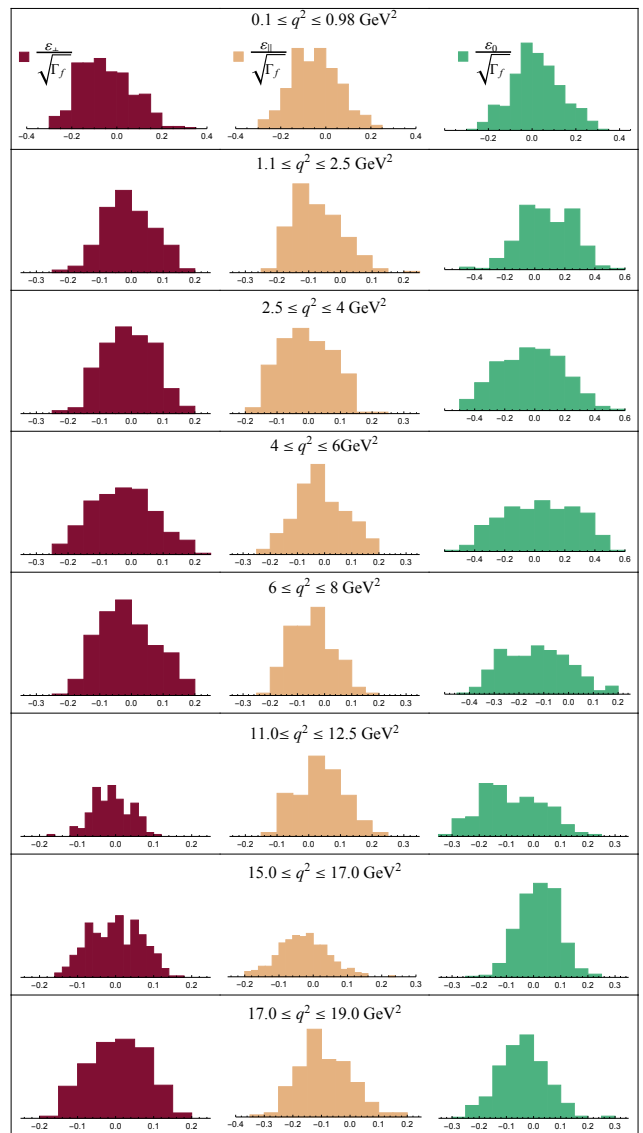 0.1 ≤ q² ≤ 0.98 GeV²
ε⊥/√Γf ε||/√Γf ε0/√Γf
−0.4 −0.2 0.0 0.2 0.4 −0.4 −0.2 0.0 0.2 0.4 −0.2 0.0 0.2 0.4
1.1 ≤ q² ≤ 2.5 GeV²
−0.3 −0.2 −0.1 0.0 0.1 0.2 −0.3 −0.2 −0.1 0.0 0.1 0.2 −0.4 −0.2 0.0 0.2 0.4 0.6
2.5 ≤ q² ≤ 4 GeV²
−0.3 −0.2 −0.1 0.0 0.1 0.2 −0.2 −0.1 0.0 0.1 0.2 0.3 −0.4 −0.2 0.0 0.2 0.4 0.6
4 ≤ q² ≤ 6GeV²
−0.3 −0.2 −0.1 0.0 0.1 0.2 −0.3 −0.2 −0.1 0.0 0.1 0.2 0.3 −0.4 −0.2 0.0 0.2 0.4 0.6
6 ≤ q² ≤ 8 GeV²
−0.3 −0.2 −0.1 0.0 0.1 0.2 −0.3 −0.2 −0.1 0.0 0.1 0.2 0.3 −0.4 −0.3 −0.2 −0.1 0.0 0.1 0.2
11.0≤ q² ≤ 12.5 GeV²
−0.2 −0.1 0.0 0.1 0.2 −0.2 −0.1 0.0 0.1 0.2 0.3 −0.3 −0.2 −0.1 0.0 0.1 0.2 0.3
15.0 ≤ q² ≤ 17.0 GeV²
−0.2 −0.1 0.0 0.1 0.2 −0.2 −0.1 0.0 0.1 0.2 0.3 −0.3 −0.2 −0.1 0.0 0.1 0.2 0.3
17.0 ≤ q² ≤ 19.0 GeV²
−0.2 −0.1 0.0 0.1 0.2 −0.4 −0.3 −0.2 −0.1 0.0 0.1 0.2 −0.3 −0.2 −0.1 0.0 0.1 0.2 0.3